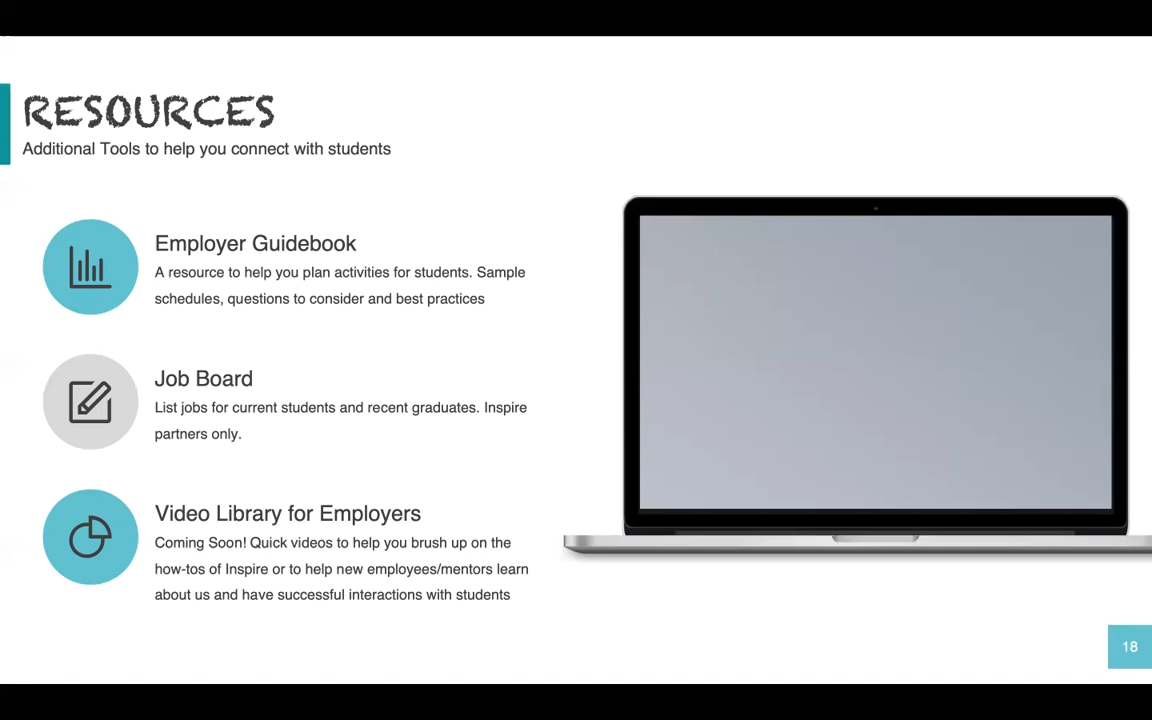 RESOURCES
Additional Tools to help you connect with students
Employer Guidebook
A resource to help you plan activities for students. Sample
schedules, questions to consider and best practices
Job Board
List jobs for current students and recent graduates. Inspire
partners only.
Video Library for Employers
Coming Soon! Quick videos to help you brush up on the
how-tos of Inspire or to help new employees/mentors learn
about us and have successful interactions with students
18